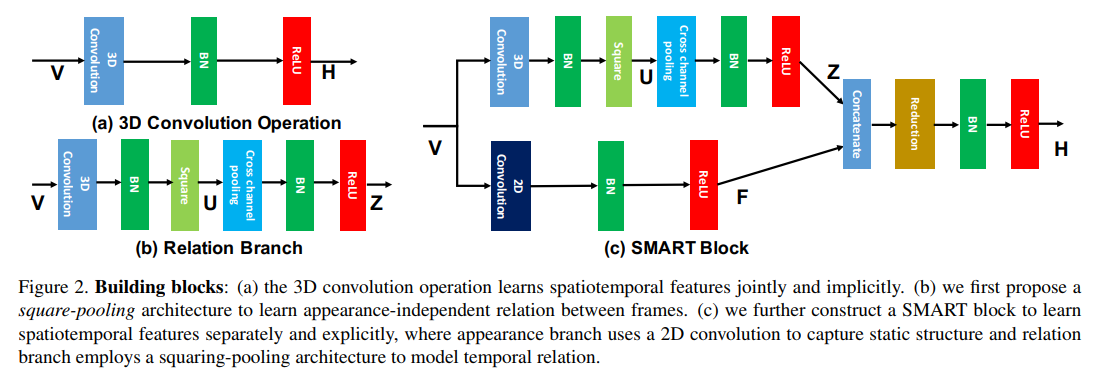 V
3D Convolution
BN
ReLU
H
(a) 3D Convolution Operation
V
3D Convolution
BN
Square
U
Cross channel pooling
BN
ReLU
Z
(b) Relation Branch
V
3D Convolution
BN
Square
U
Cross channel pooling
BN
ReLU
Z
2D Convolution
BN
ReLU
F
Concatenate
Reduction
BN
ReLU
H
(c) SMART Block
Figure 2. Building blocks: (a) the 3D convolution operation learns spatiotemporal features jointly and implicitly. (b) we first propose a
square-pooling architecture to learn appearance-independent relation between frames. (c) we further construct a SMART block to learn
spatiotemporal features separately and explicitly, where appearance branch uses a 2D convolution to capture static structure and relation
branch employs a squaring-pooling architecture to model temporal relation.